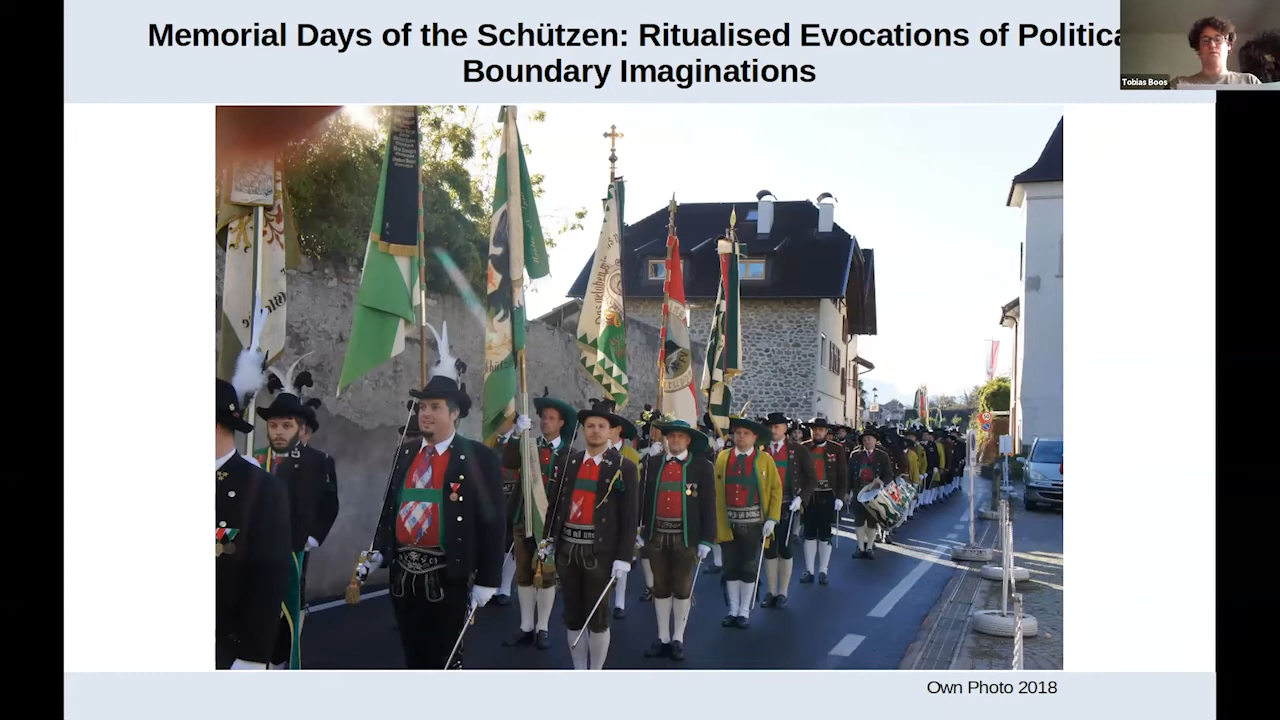 Memorial Days of the Schützen: Ritualised Evocations of Politica
Boundary Imaginations
Tobias Boos
Own Photo 2018